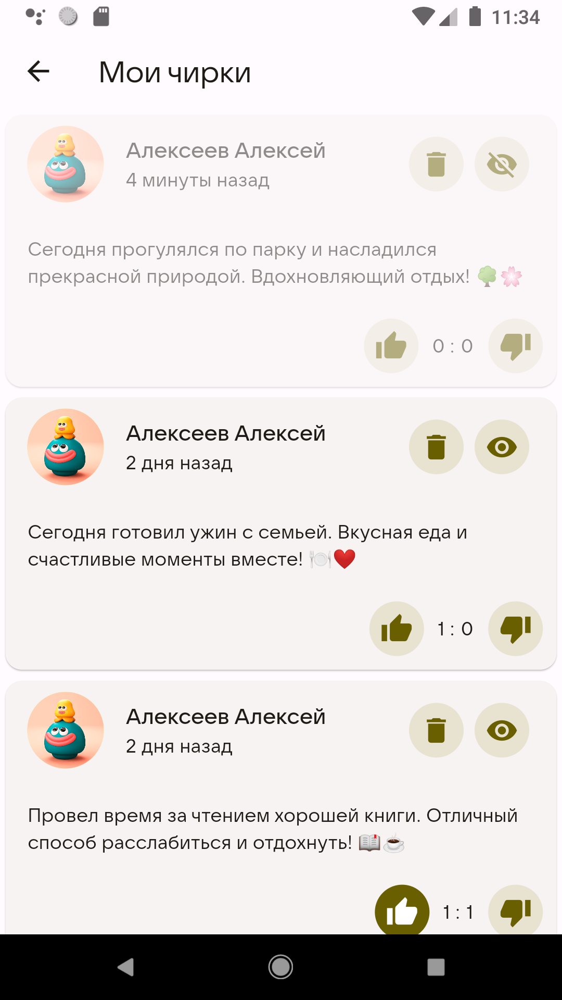 11:34
Мои чирки
Алексеев Алексей
4 минуты назад
Сегодня прогулялся по парку и насладился
прекрасной природой. Вдохновляющий отдых! 🌳🌸
0 : 0
Алексеев Алексей
2 дня назад
Сегодня готовил ужин с семьей. Вкусная еда и
счастливые моменты вместе! 🍽️❤️
1 : 0
Алексеев Алексей
2 дня назад
Провел время за чтением хорошей книги. Отличный
способ расслабиться и отдохнуть! 📖☕
1 : 1